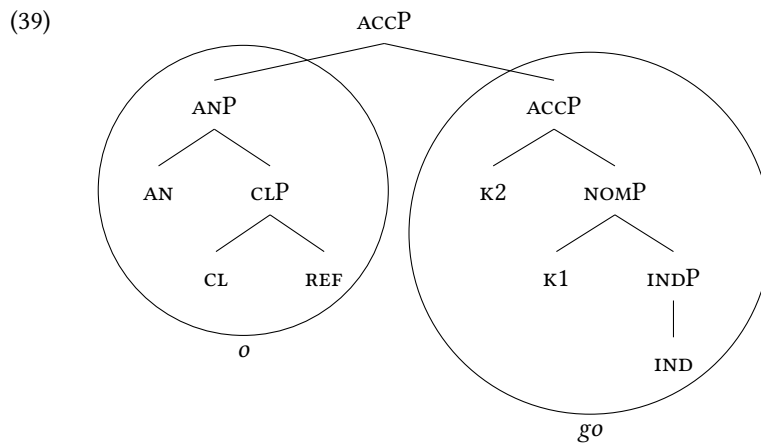 (39) ACCP
ANP ACCP
AN CLP K2 NOMP
CL REF K1 INDP
o IND
go